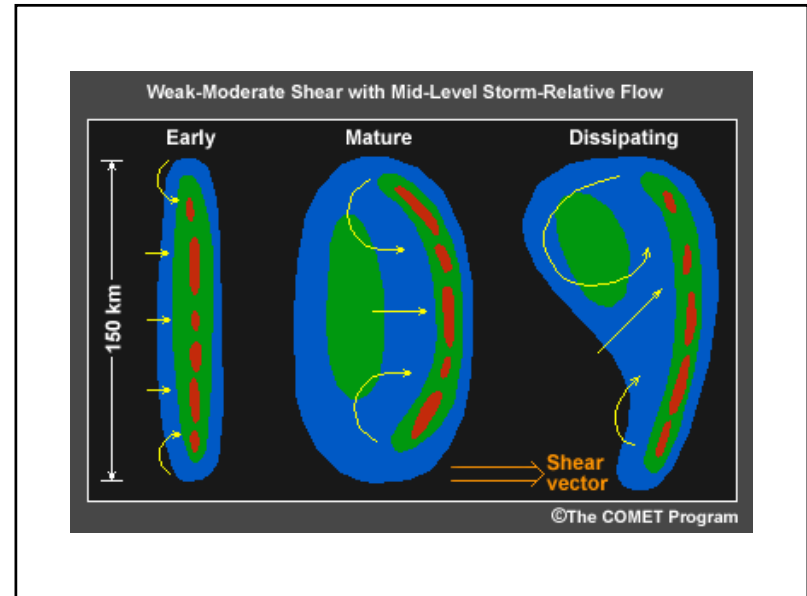 Weak-Moderate Shear with Mid-Level Storm-Relative Flow
Early
Mature
Dissipating
150 km
Shear
vector
©The COMET Program